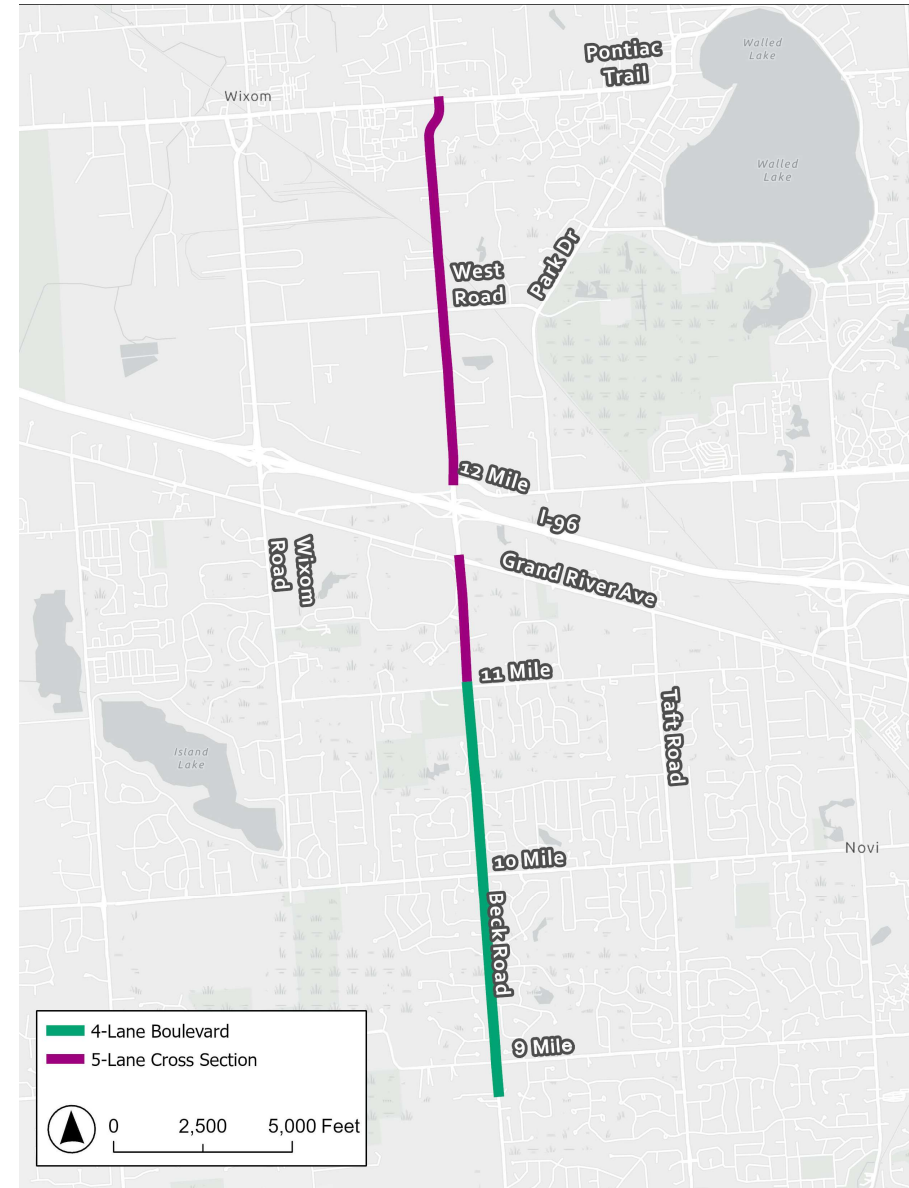 Walled
Lake
Pontiac
Trail
Wixom
Walled
Lake
Park Dr
West
Road
12 Mile
I-96
Grand River Ave
Wixom
Road
11 Mile
Taft Road
Island
Lake
10 Mile
Novi
Beck Road
9 Mile
4-Lane Boulevard
5-Lane Cross Section
0 2,500 5,000 Feet